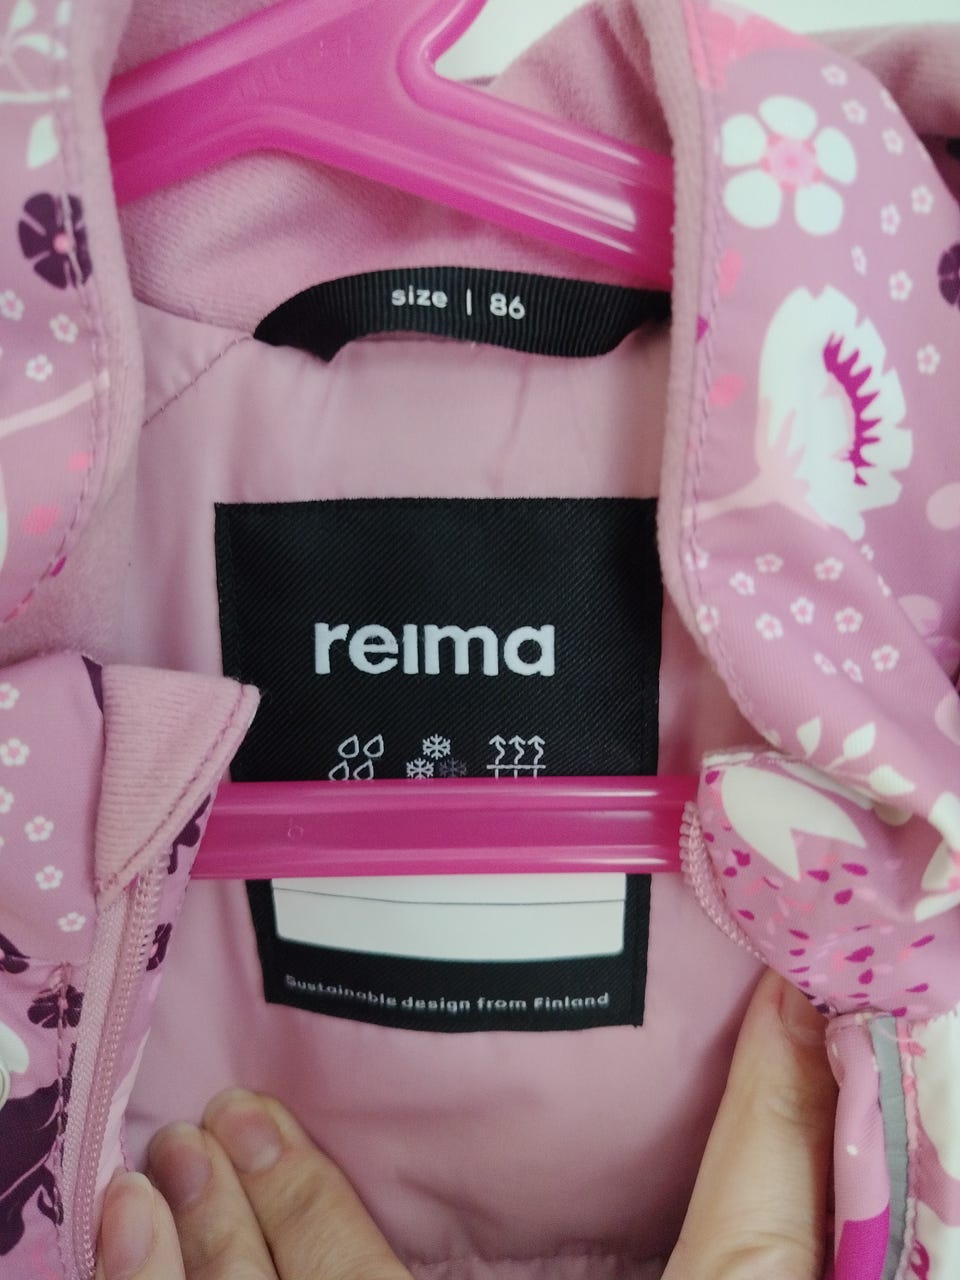 size | 86
reima
Sustainable design from Finland